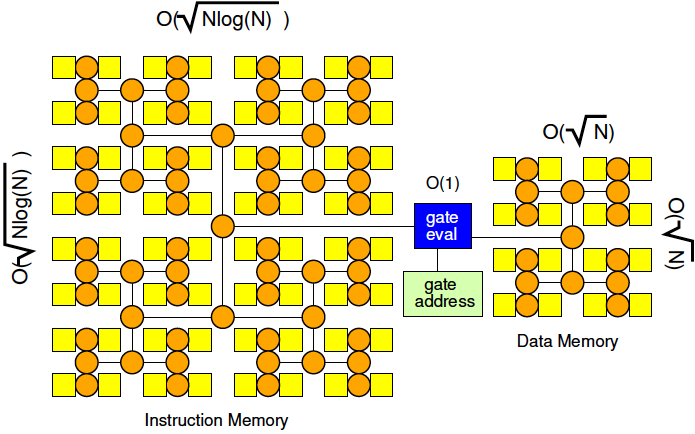 O(√Nlog(N) )
O(√Nlog(N) )
O(1)
gate
eval
gate
address
O(√N)
O(√N)
Data Memory
Instruction Memory